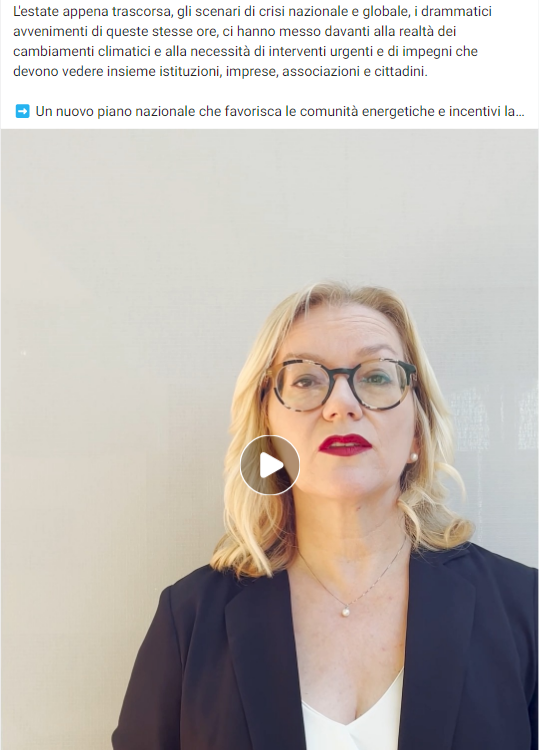 L'estate appena trascorsa, gli scenari di crisi nazionale e globale, i drammatici
avvenimenti di queste stesse ore, ci hanno messo davanti alla realtà dei
cambiamenti climatici e alla necessità di interventi urgenti e di impegni che
devono vedere insieme istituzioni, imprese, associazioni e cittadini.
➡️ Un nuovo piano nazionale che favorisca le comunità energetiche e incentivi la…